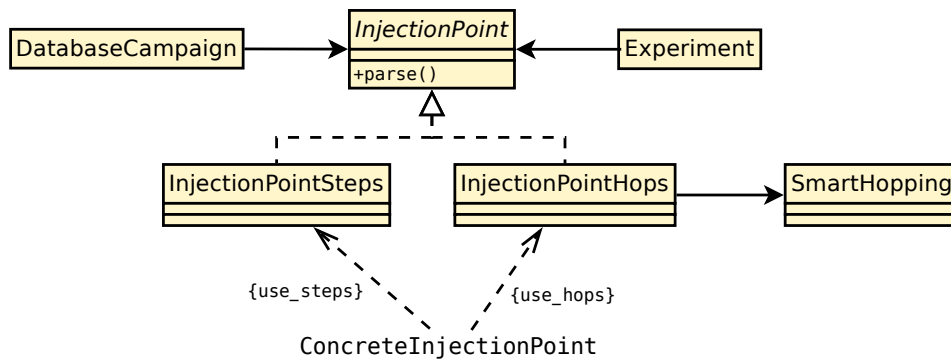 InjectionPoint
DatabaseCampaign
Experiment
+parse()
InjectionPointSteps
InjectionPointHops
SmartHopping
{use_steps}
{use_hops}
ConcreteInjectionPoint